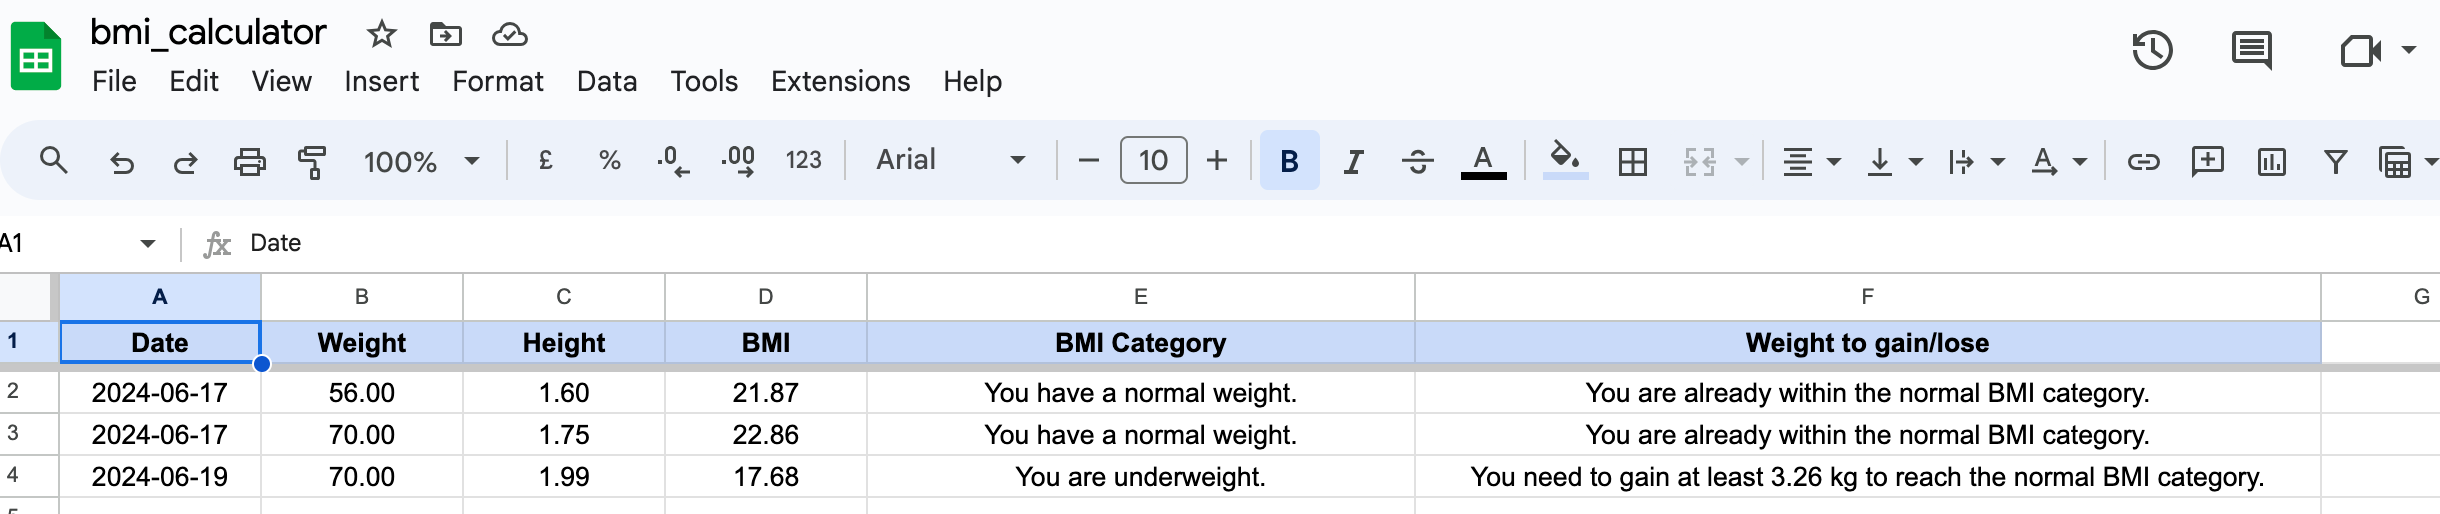 bmi_calculator
File Edit View Insert Format Data Tools Extensions Help
100% £ % .0 .00 123 Arial 10 B I S A A
A1 fx Date
A B C D E F G
1 Date Weight Height BMI BMI Category Weight to gain/lose
2 2024-06-17 56.00 1.60 21.87 You have a normal weight. You are already within the normal BMI category.
3 2024-06-17 70.00 1.75 22.86 You have a normal weight. You are already within the normal BMI category.
4 2024-06-19 70.00 1.99 17.68 You are underweight. You need to gain at least 3.26 kg to reach the normal BMI category.